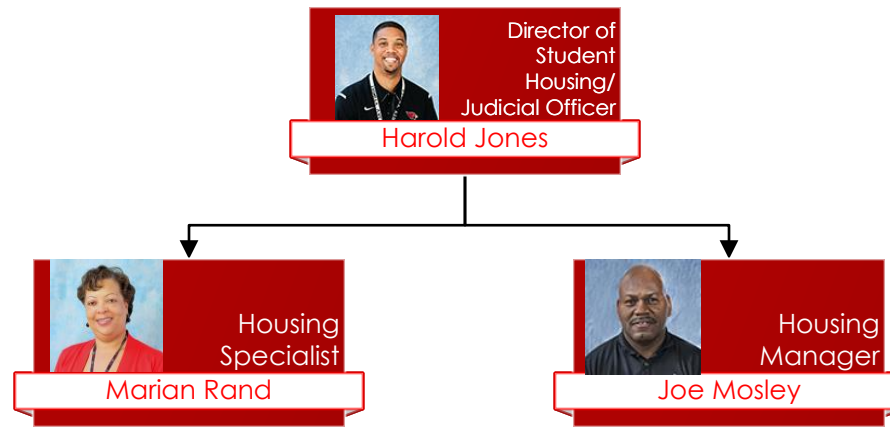 Director of
Student
Housing/
Judicial Officer
Harold Jones
Housing
Specialist
Marian Rand
Housing
Manager
Joe Mosley